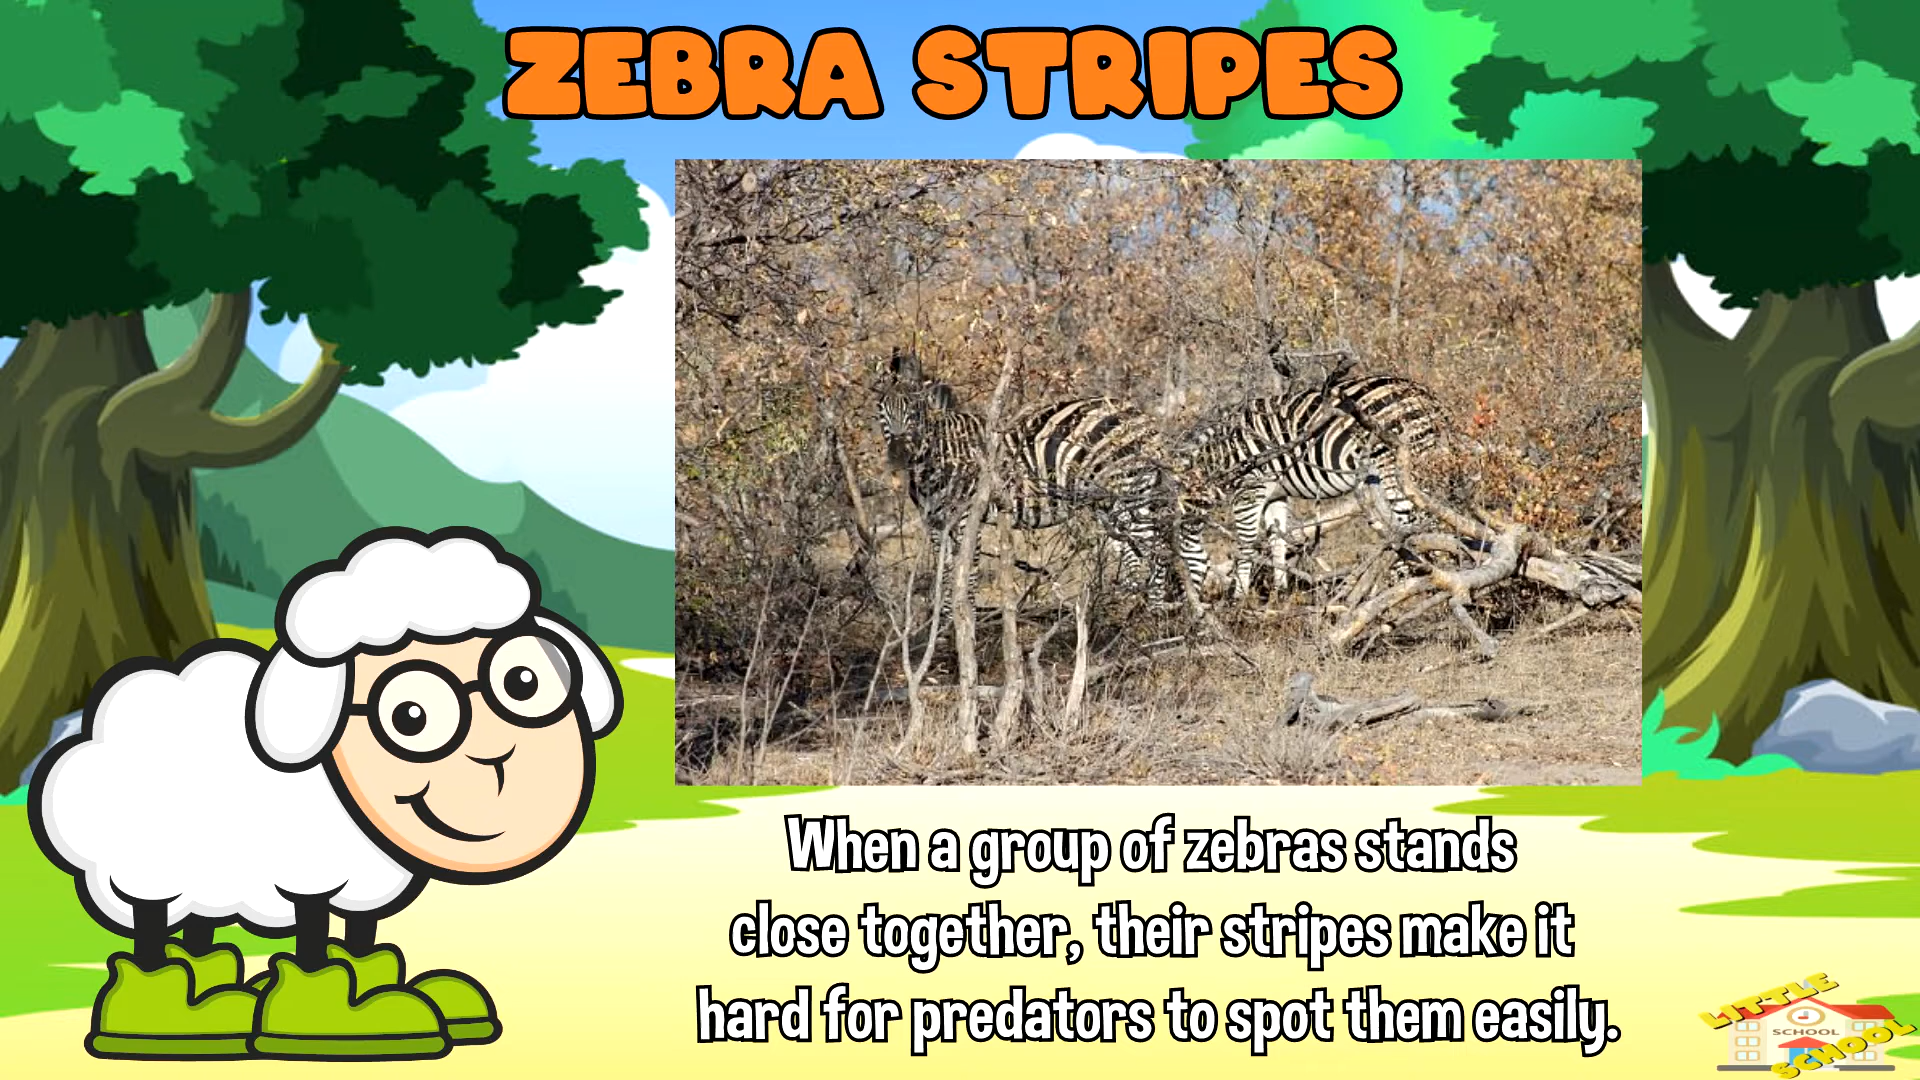 ZEBRA STRIPES
When a group of zebras stands
close together, their stripes make it
hard for predators to spot them easily.
LITTLE
SCHOOL
SCHOOL